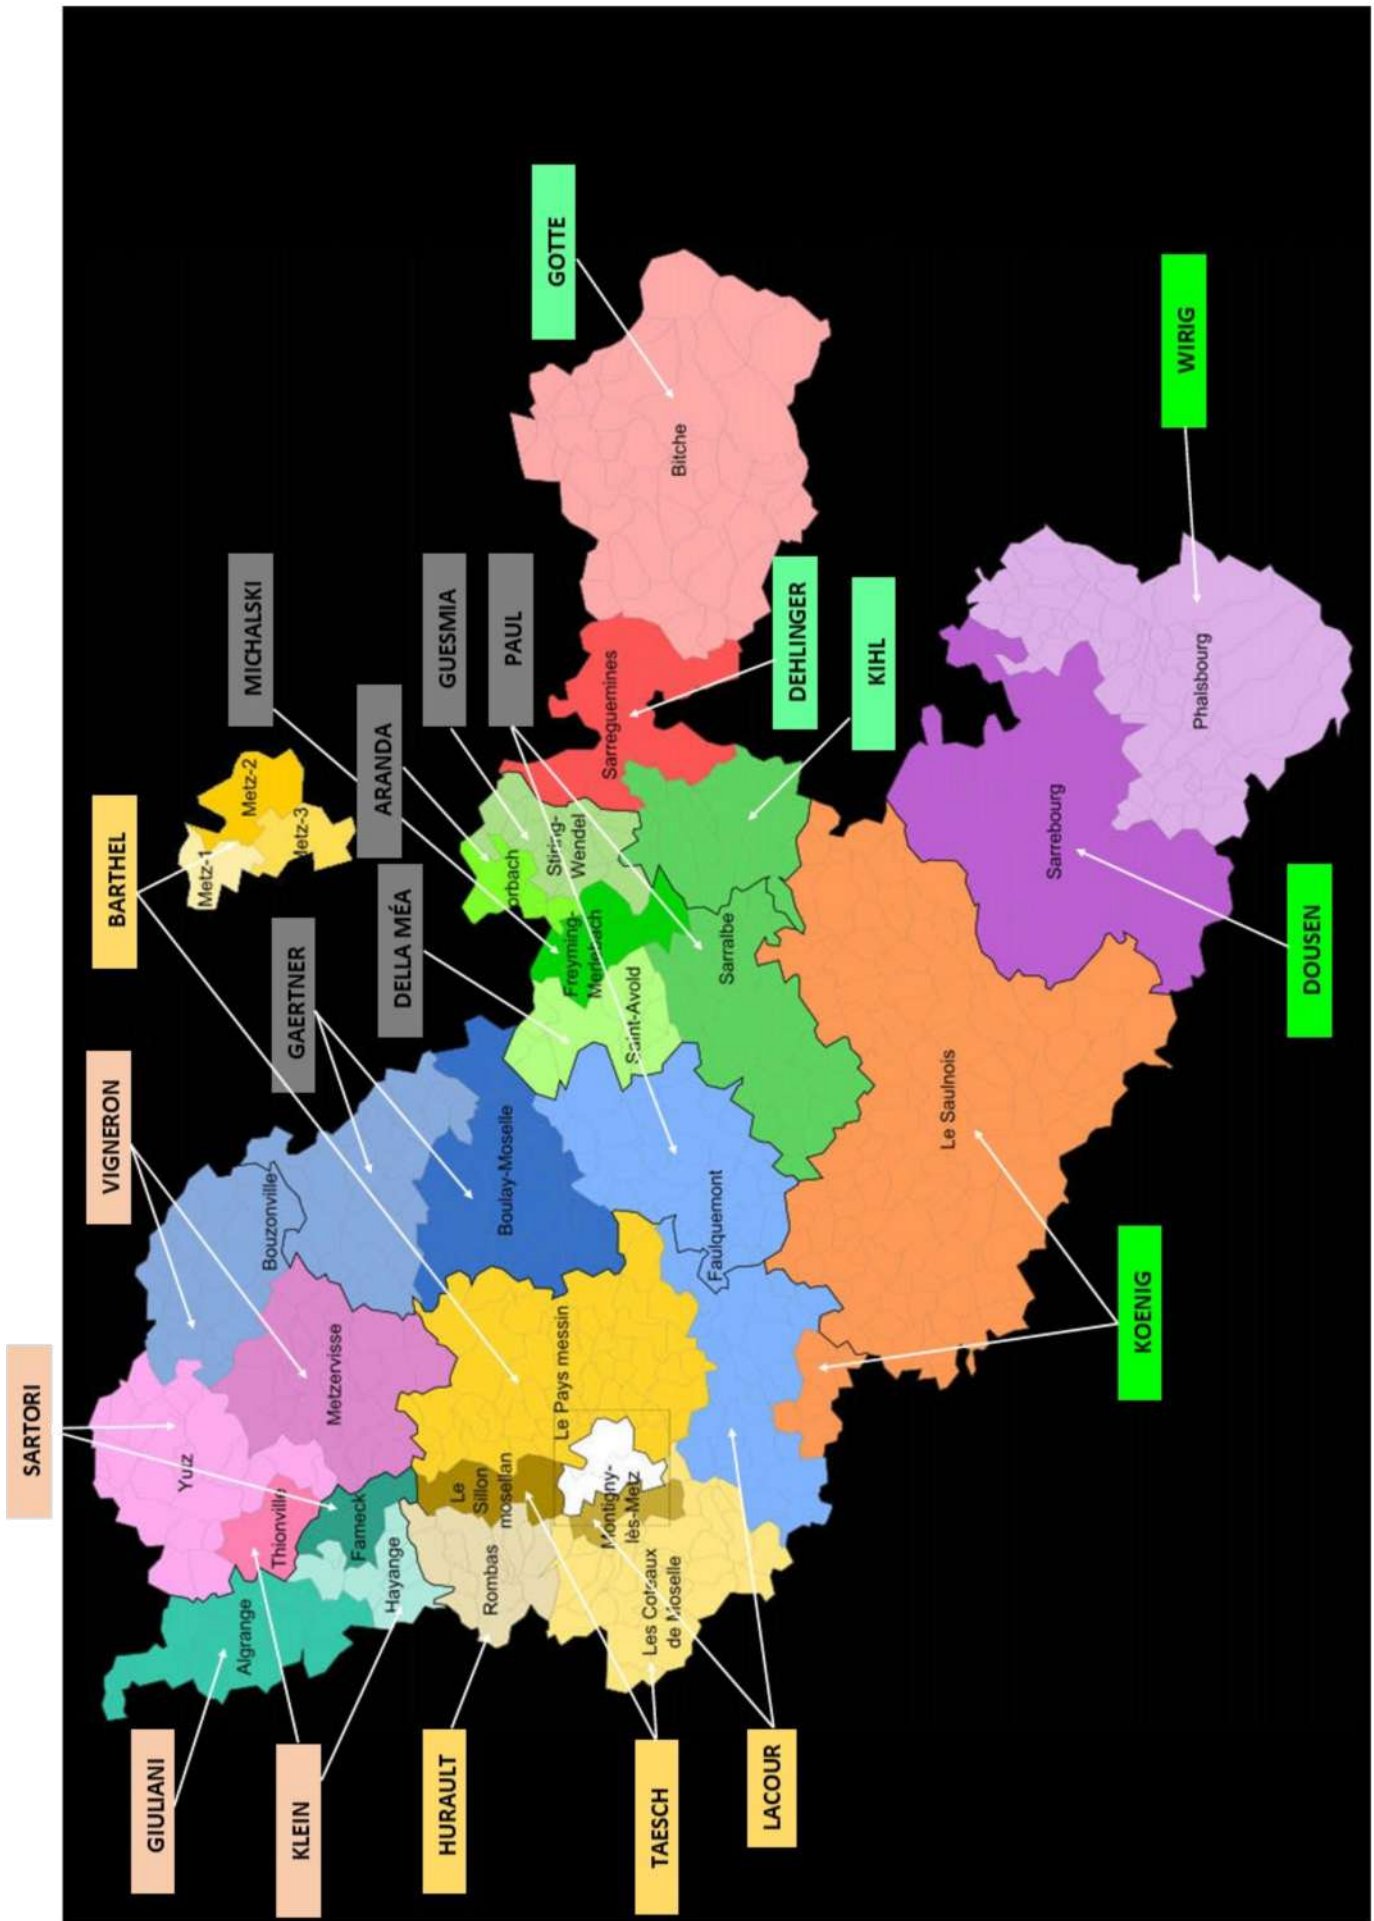 SARTORI
VIGNERON
BARTHEL
GAERTNER
MICHALSKI
ARANDA
DELLA MÉA
GUESMIA
PAUL
GOTTE
DEHLINGER
KIHL
WIRIG
DOUSEN
KOENIG
LACOUR
TAESCH
HURAULT
KLEIN
GIULIANI
Metz-1
Metz-2
Metz-3
Yutz
Thionville
Algrange
Fameck
Hayange
Metzervisse
Bouzonville
Boulay-Moselle
Rombas
Le
Sillon
mosellan
Le Pays messin
Montigny-
lès-Metz
Les Coteaux
de Moselle
Faulquemont
Saint-Avold
Freyming-
Merlebach
orbach
Stiring-
Wendel
Sarralbe
Sarreguemines
Bitche
Le Saulnois
Sarrebourg
Phalsbourg